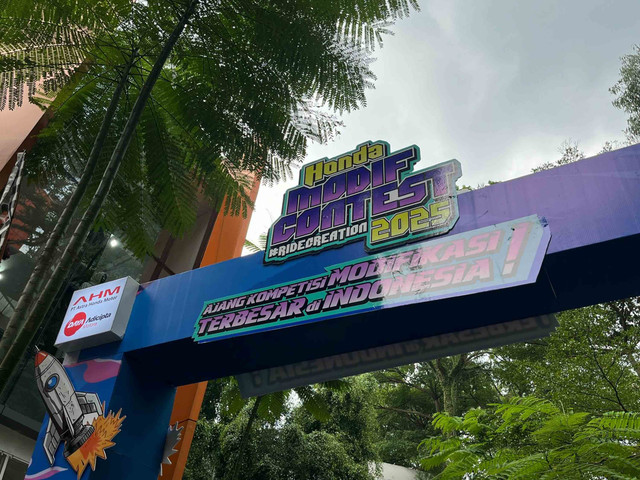 Honda
MODIF
CONTEST
#RIDECREATION 2025
AJANG KOMPETISI MODIFIKASI
TERBESAR di INDONESIA !
AHM
PT Astra Honda Motor
Adicipta